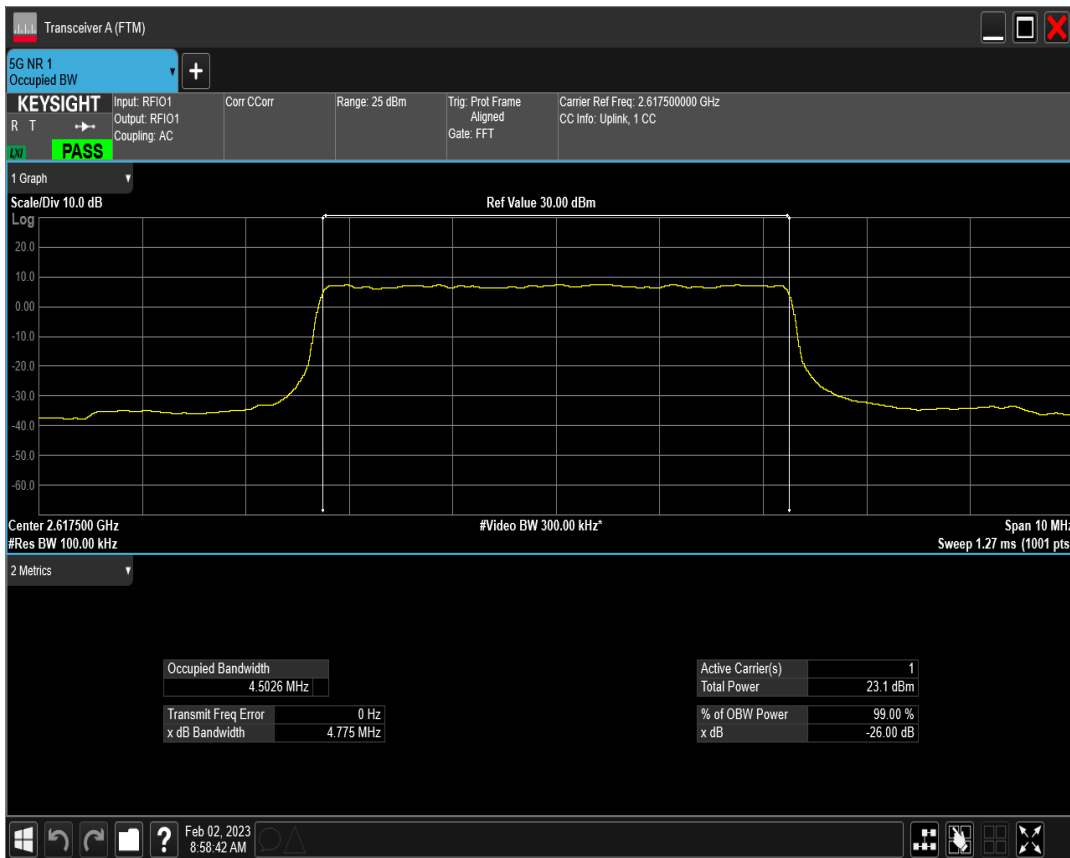 Transceiver A (FTM)
5G NR 1
Occupied BW
+
KEYSIGHT
R T
LXI
PASS
Input: RFIO1
Output: RFIO1
Coupling: AC
Corr CCorr
Range: 25 dBm
Trig: Prot Frame
Aligned
Gate: FFT
Carrier Ref Freq: 2.617500000 GHz
CC Info: Uplink, 1 CC
1 Graph
Scale/Div 10.0 dB
Ref Value 30.00 dBm
Log
20.0
10.0
0.00
-10.0
-20.0
-30.0
-40.0
-50.0
-60.0
Center 2.617500 GHz
#Video BW 300.00 kHz*
Span 10 MHz
#Res BW 100.00 kHz
Sweep 1.27 ms (1001 pts
2 Metrics
Occupied Bandwidth
4.5026 MHz
Transmit Freq Error 0 Hz
x dB Bandwidth 4.775 MHz
Active Carrier(s) 1
Total Power 23.1 dBm
% of OBW Power 99.00 %
x dB -26.00 dB
?
Feb 02, 2023
8:58:42 AM